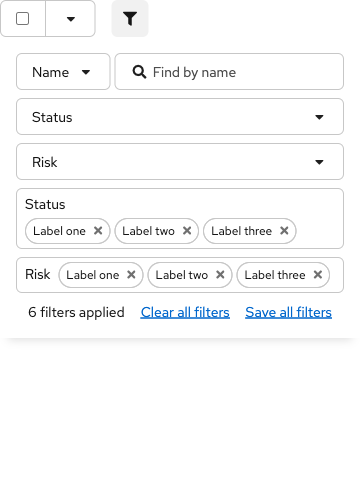 Name Find by name
Status
Risk
Status
Label one Label two Label three
Risk Label one Label two Label three
6 filters applied Clear all filters Save all filters